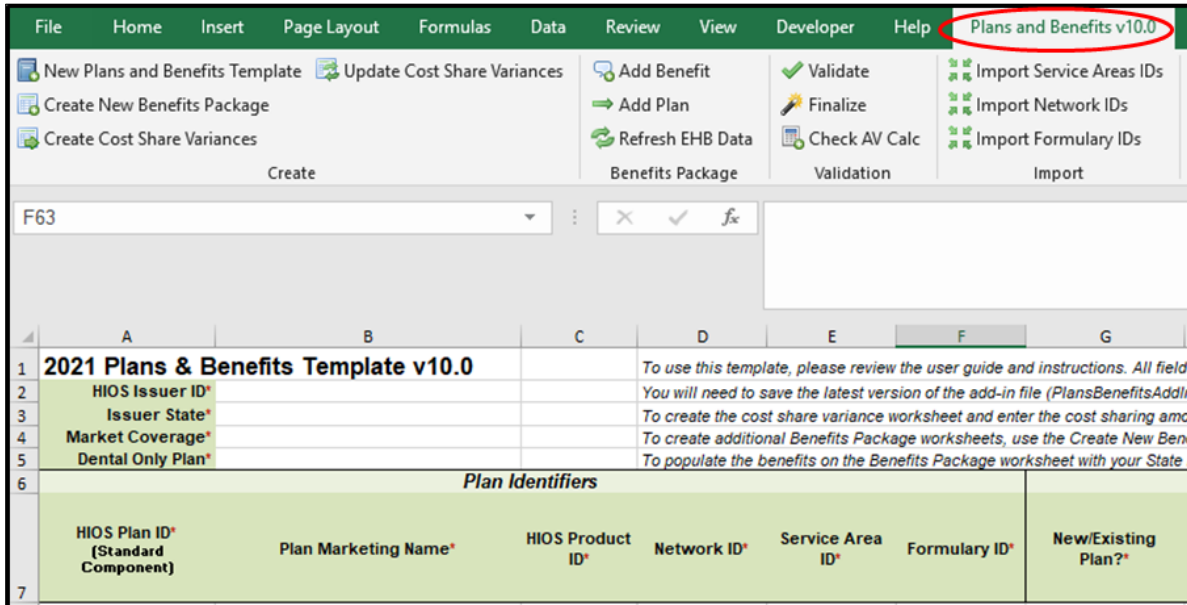 File Home Insert Page Layout Formulas Data Review View Developer Help Plans and Benefits v10.0
New Plans and Benefits Template Update Cost Share Variances Add Benefit Validate Import Service Areas IDs
Create New Benefits Package Add Plan Finalize Import Network IDs
Create Cost Share Variances Refresh EHB Data Check AV Calc Import Formulary IDs
Create Benefits Package Validation Import
F63 fx
A B C D E F G
1 2021 Plans & Benefits Template v10.0 To use this template, please review the user guide and instructions. All field
2 HIOS Issuer ID* You will need to save the latest version of the add-in file (PlansBenefitsAddIn
3 Issuer State* To create the cost share variance worksheet and enter the cost sharing amo
4 Market Coverage* To create additional Benefits Package worksheets, use the Create New Ben
5 Dental Only Plan* To populate the benefits on the Benefits Package worksheet with your State
6 Plan Identifiers
7 HIOS Plan ID* (Standard Component) Plan Marketing Name* HIOS Product ID* Network ID* Service Area ID* Formulary ID* New/Existing Plan?*